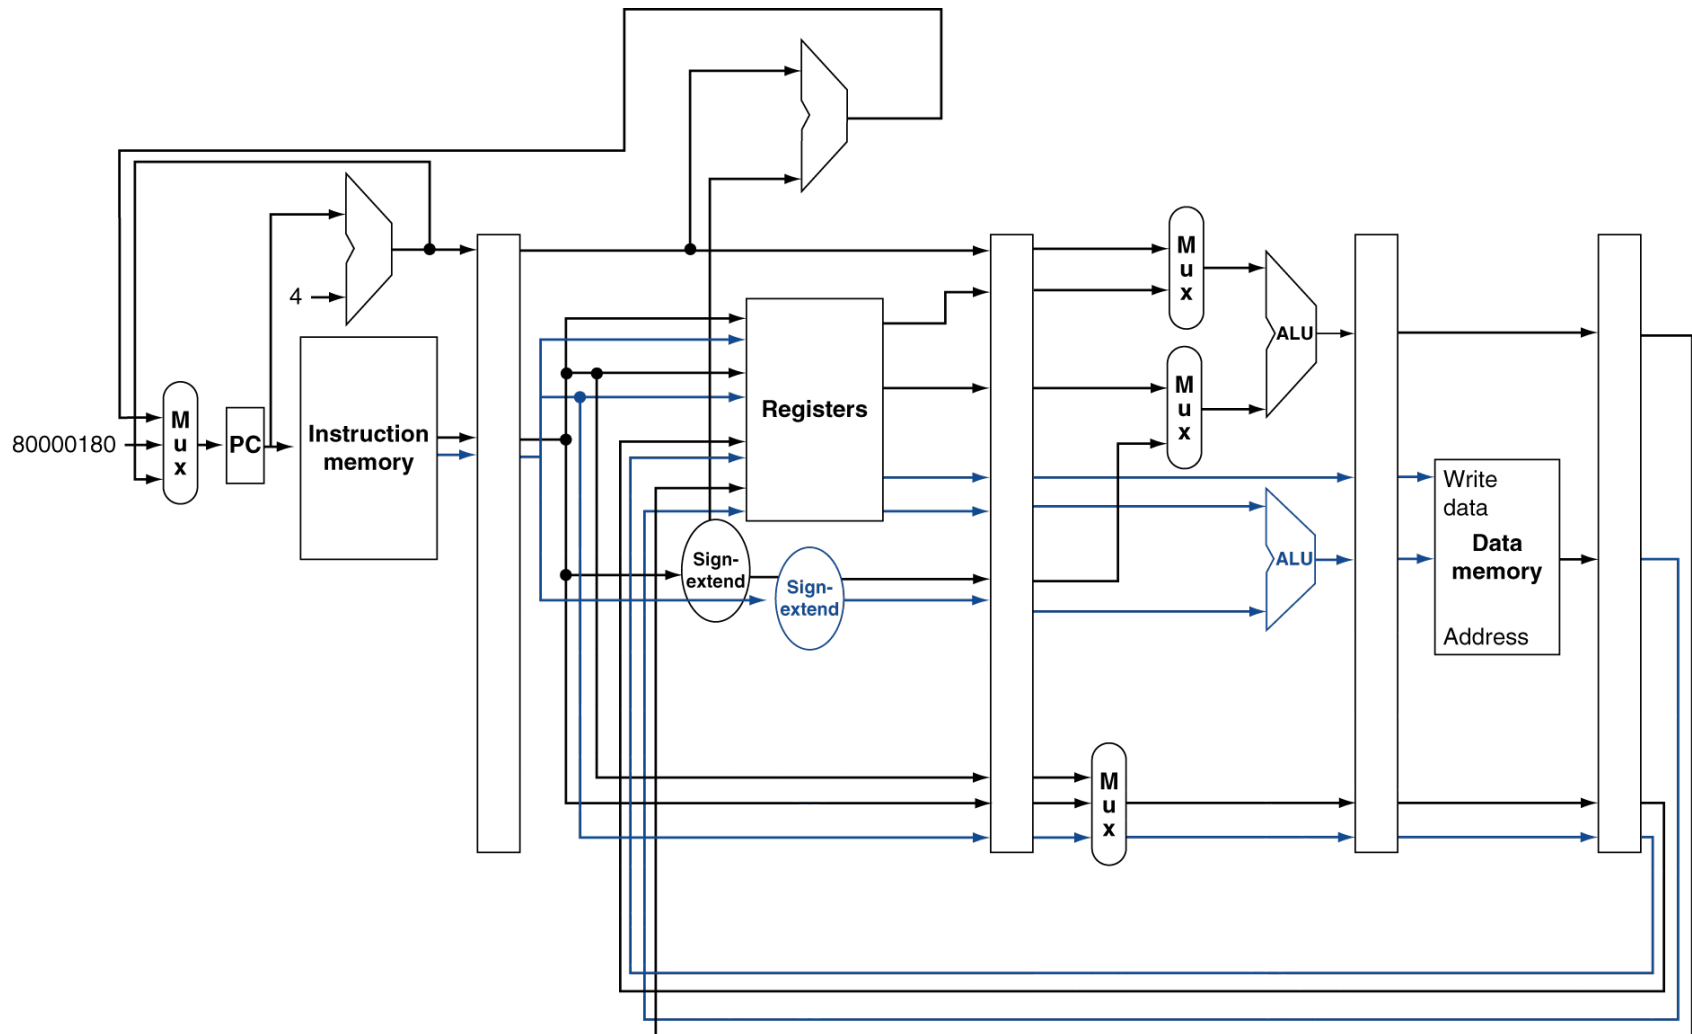 M
u
x
ALU
4
M
u
x
Registers
M
u
x
80000180
PC
Instruction
memory
Write
data
Data
memory
Address
Sign-
extend
Sign-
extend
ALU
M
u
x